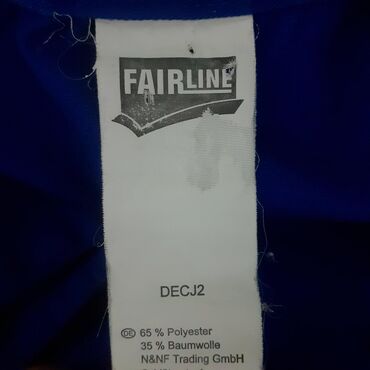 FAIRLINE
DECJ2
DE 65 % Polyester
35 % Baumwolle
N&NF Trading GmbH